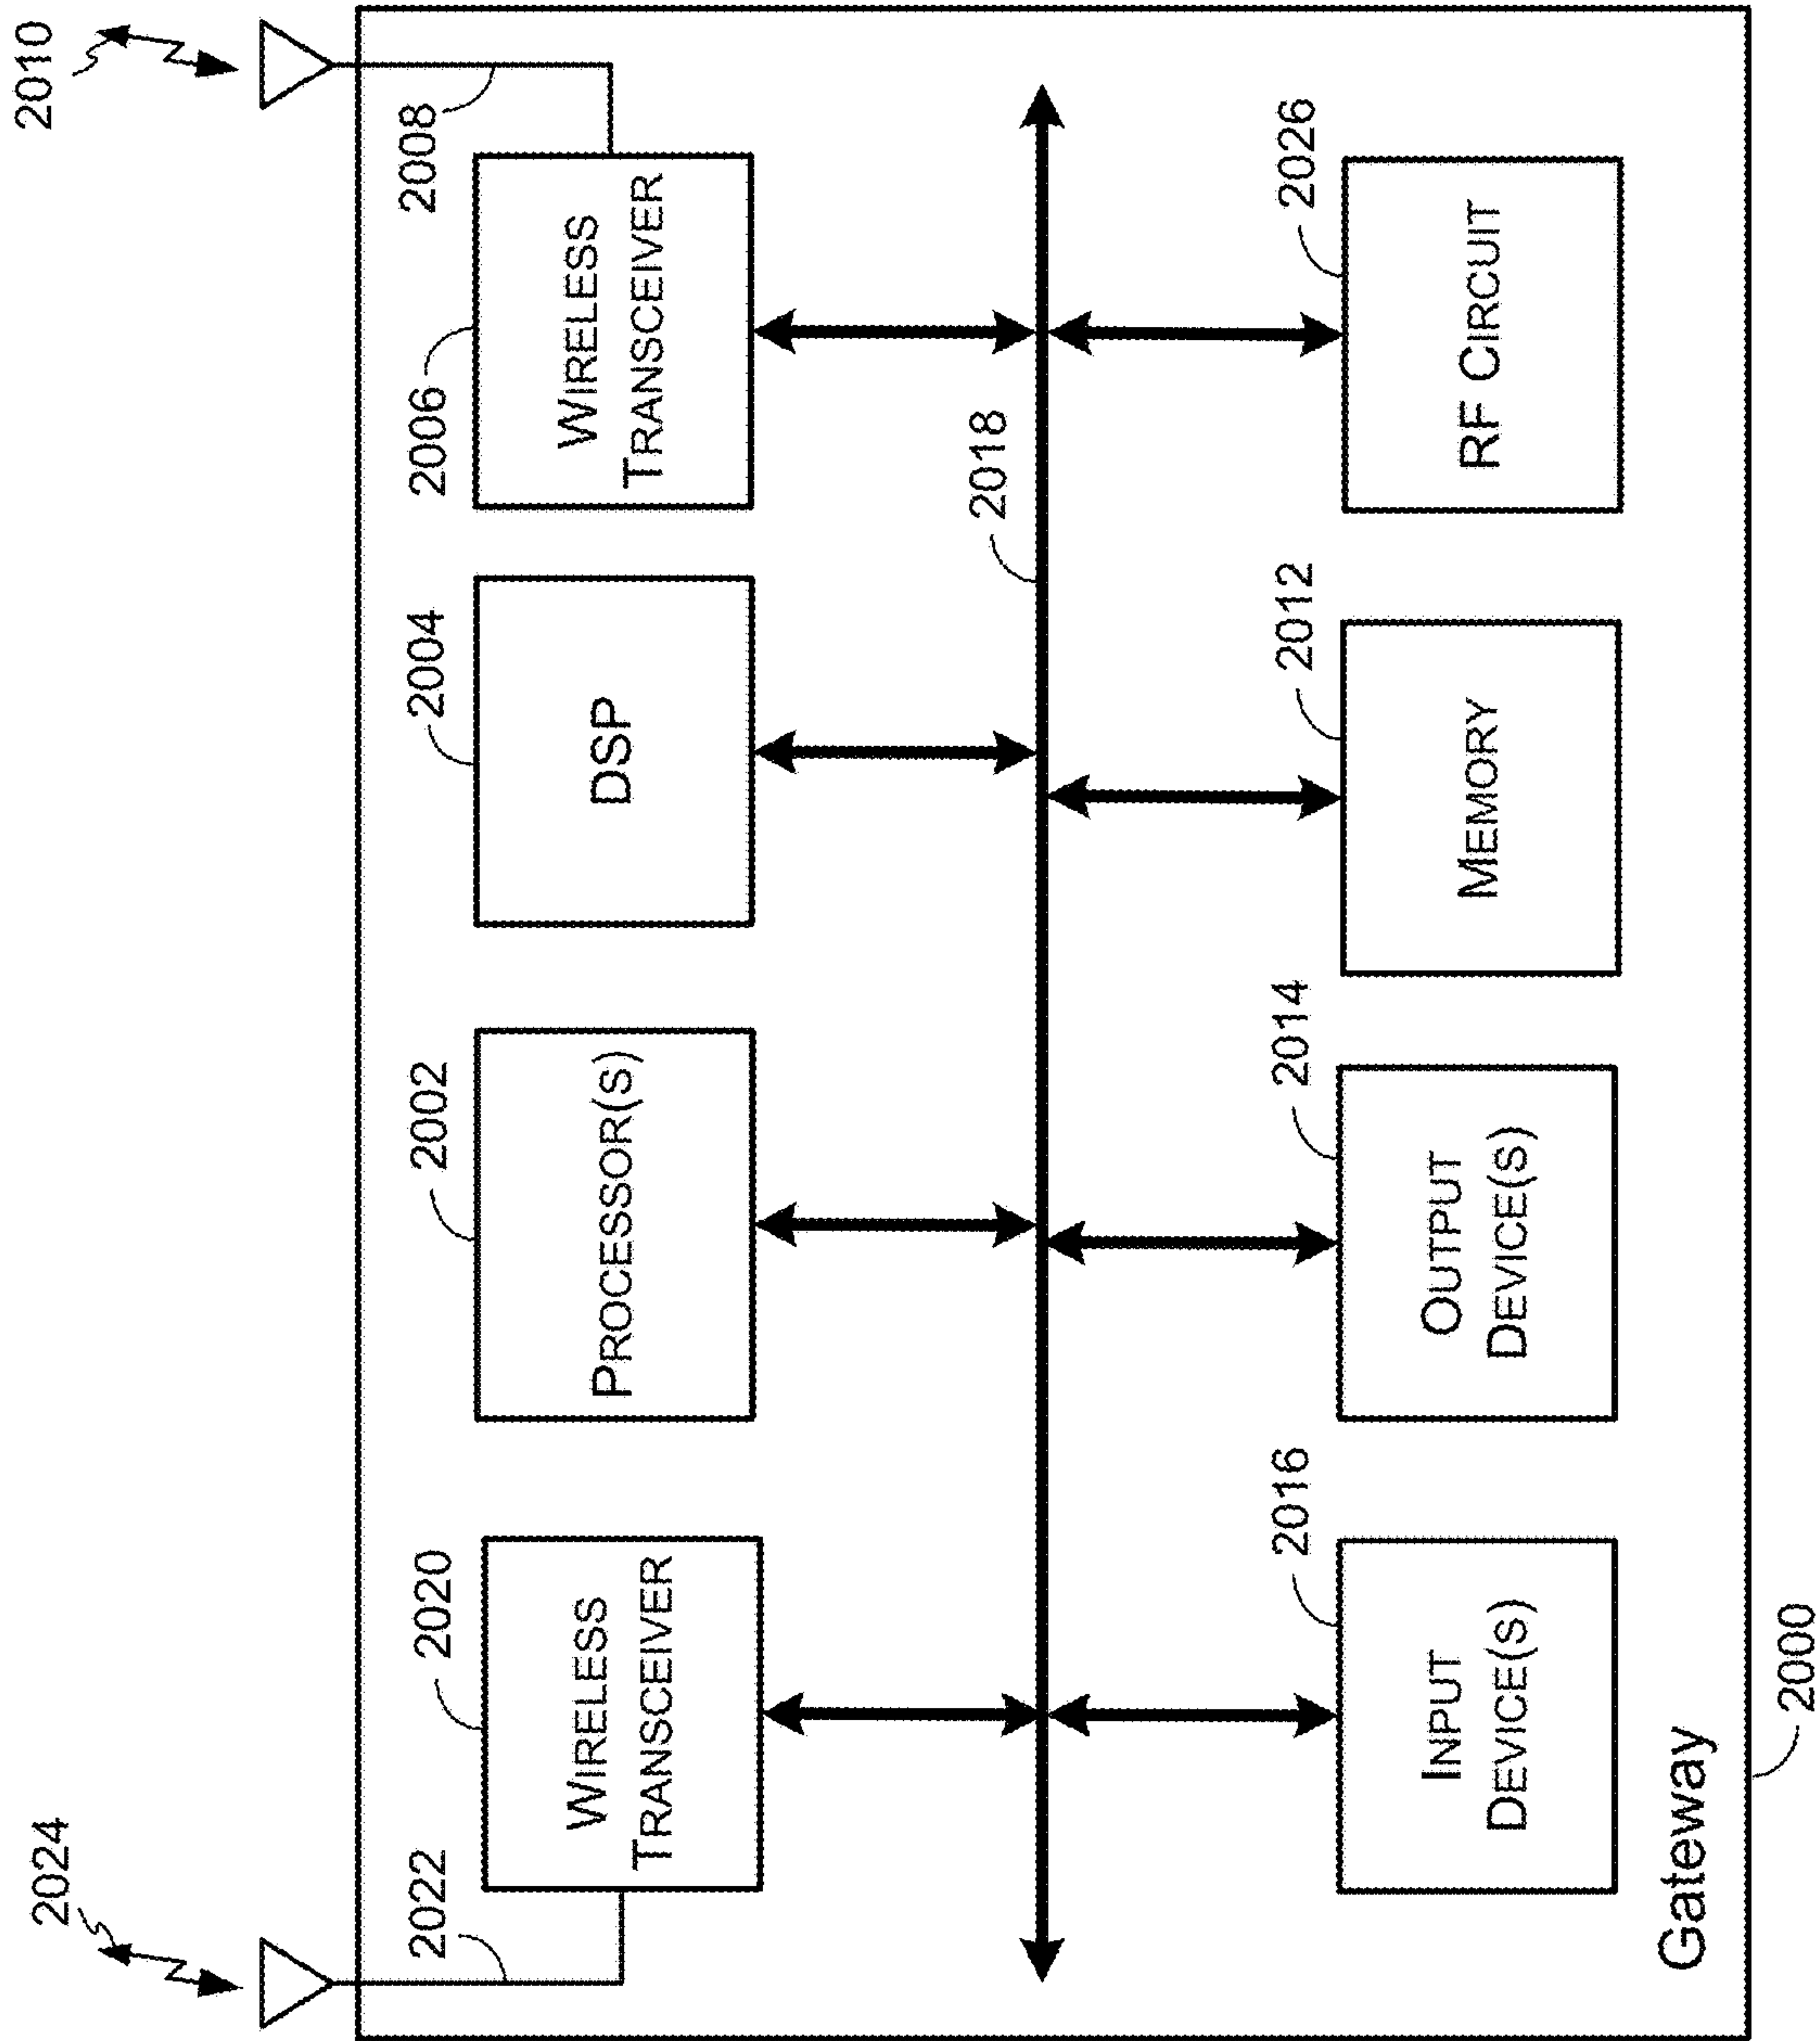 2024
2010
2022
2020
2002
2004
2006
2008
WIRELESS
TRANSCEIVER
PROCESSOR(S)
DSP
WIRELESS
TRANSCEIVER
2018
2016
2014
2012
2026
INPUT
DEVICE(S)
OUTPUT
DEVICE(S)
MEMORY
RF CIRCUIT
Gateway
2000